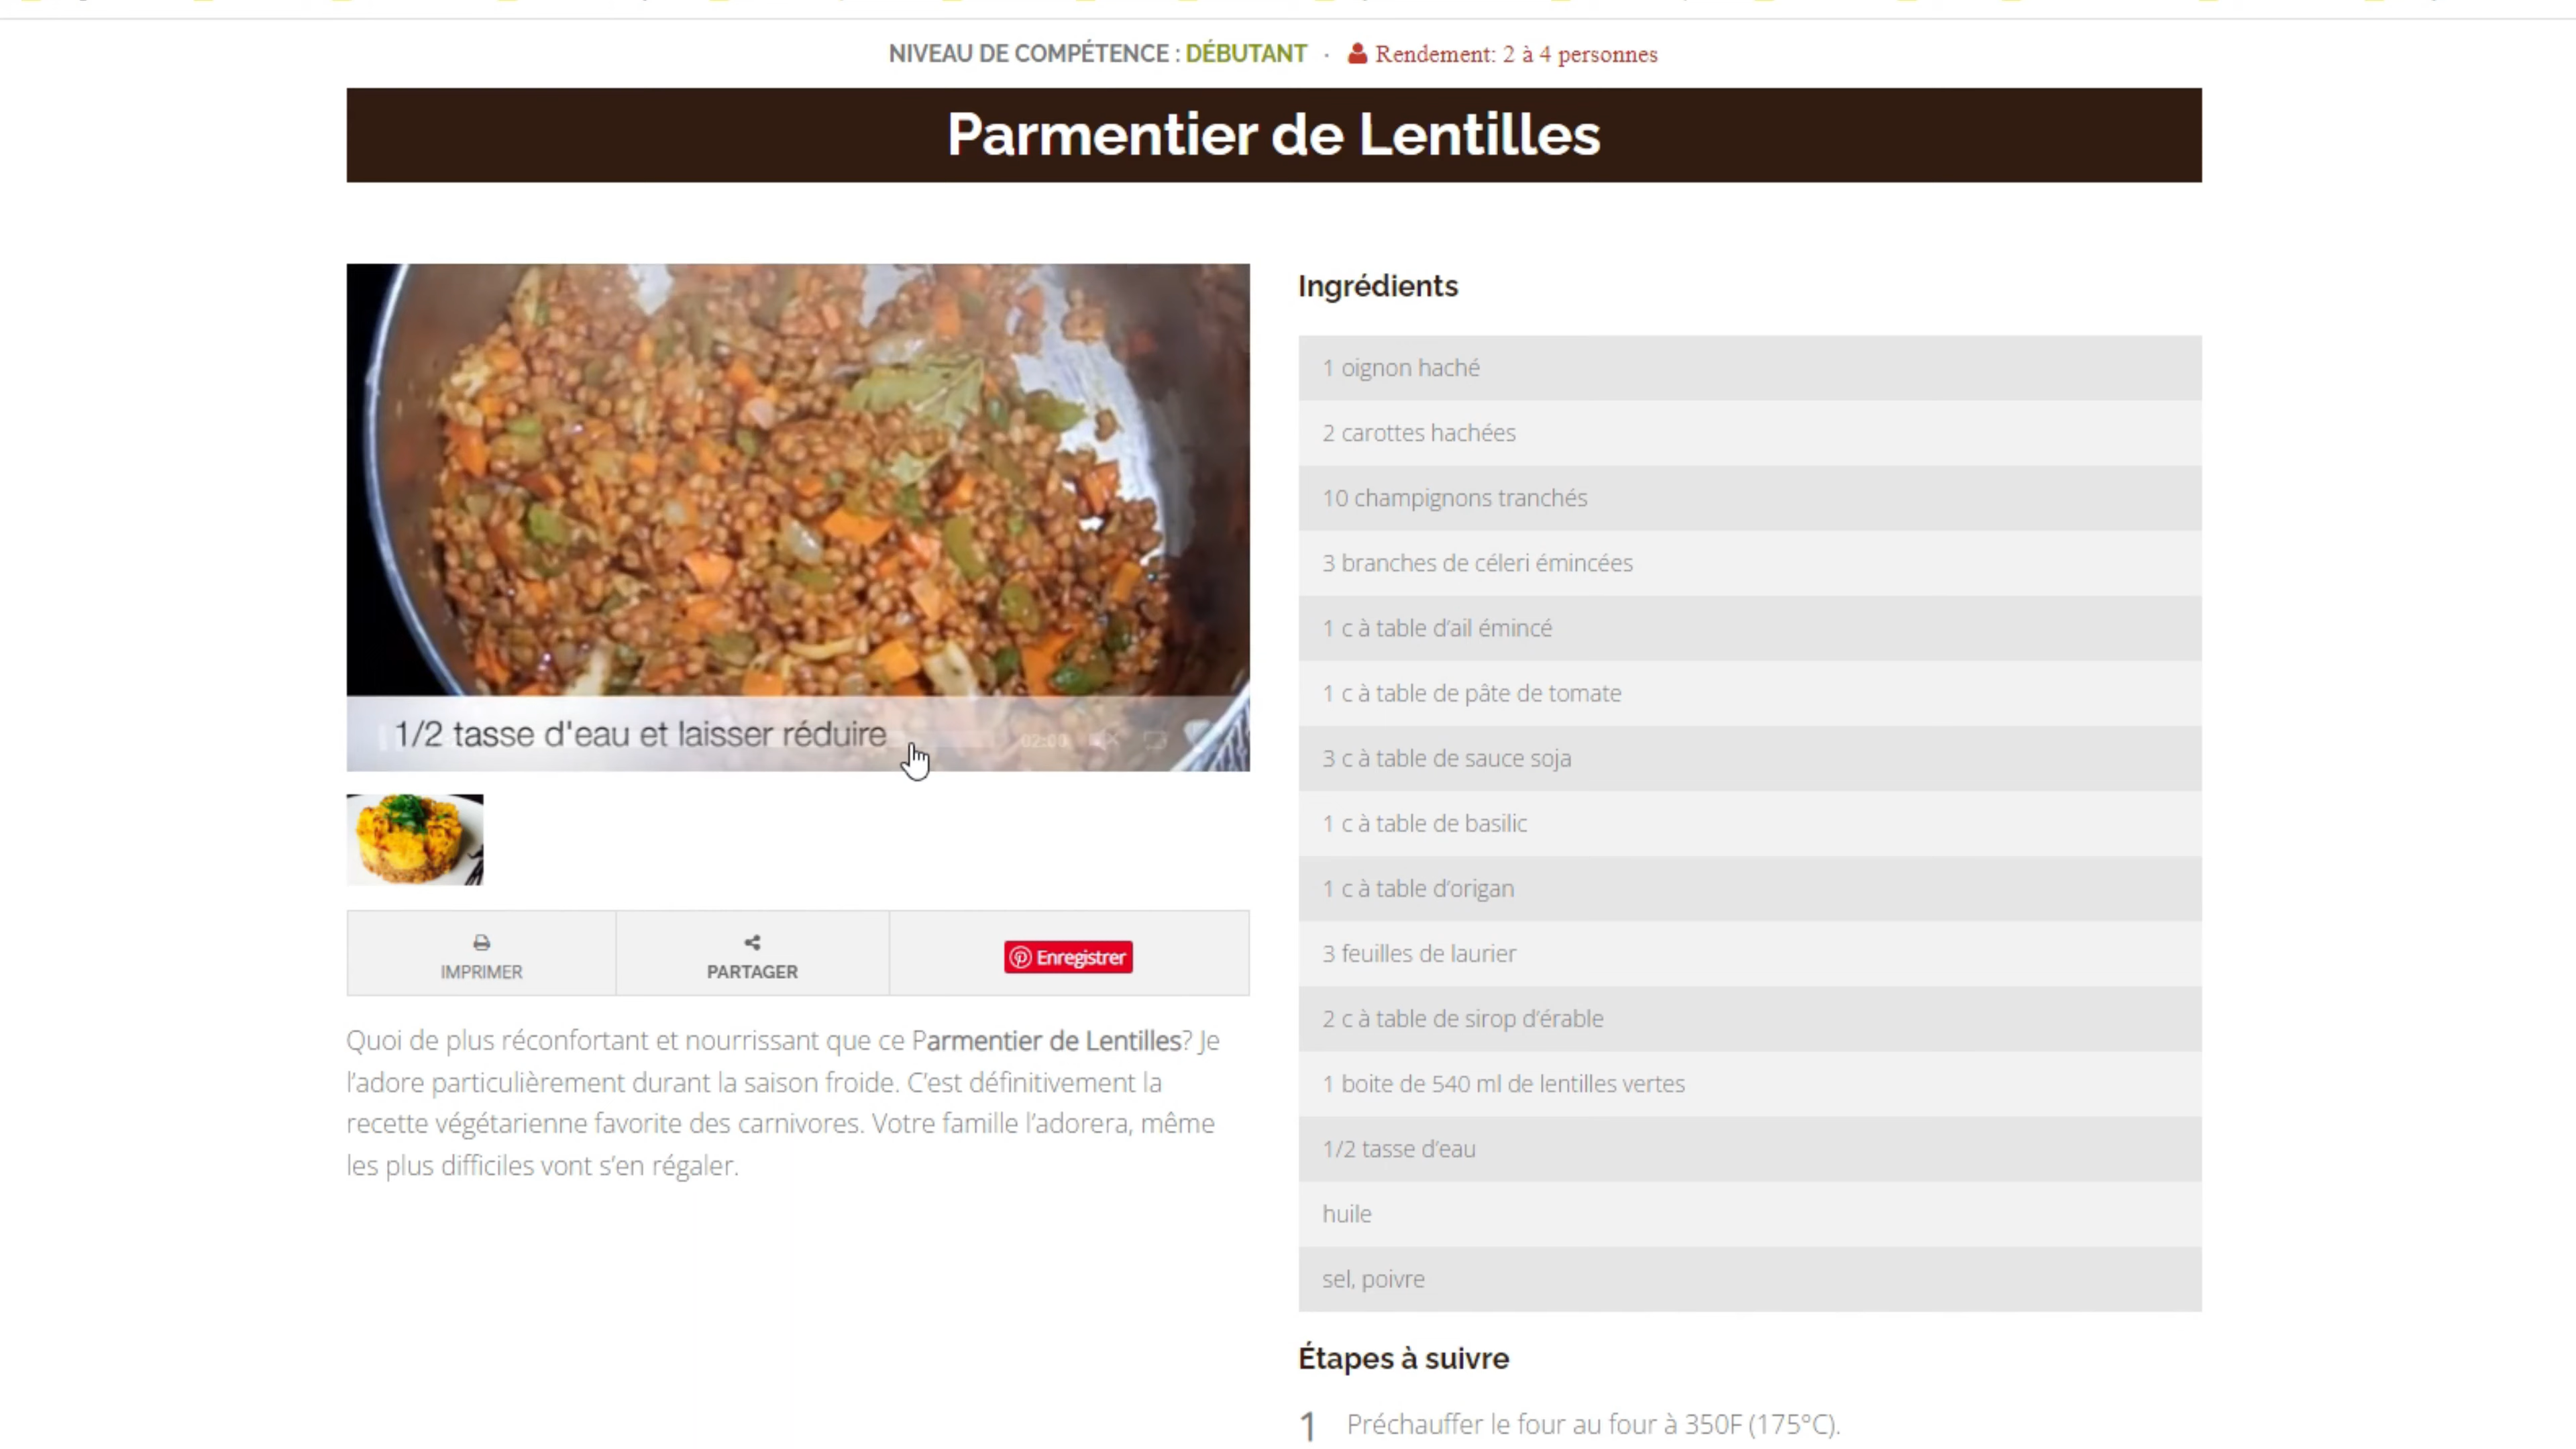 NIVEAU DE COMPÉTENCE : DÉBUTANT · Rendement: 2 à 4 personnes
Parmentier de Lentilles
1/2 tasse d'eau et laisser réduire
02:00
IMPRIMER
PARTAGER
Enregistrer
Quoi de plus réconfortant et nourrissant que ce Parmentier de Lentilles? Je
l'adore particulièrement durant la saison froide. C'est définitivement la
recette végétarienne favorite des carnivores. Votre famille l'adorera, même
les plus difficiles vont s'en régaler.
Ingrédients
1 oignon haché
2 carottes hachées
10 champignons tranchés
3 branches de céleri émincées
1 c à table d'ail émincé
1 c à table de pâte de tomate
3 c à table de sauce soja
1 c à table de basilic
1 c à table d'origan
3 feuilles de laurier
2 c à table de sirop d'érable
1 boite de 540 ml de lentilles vertes
1/2 tasse d'eau
huile
sel, poivre
Étapes à suivre
1 Préchauffer le four au four à 350F (175°C).